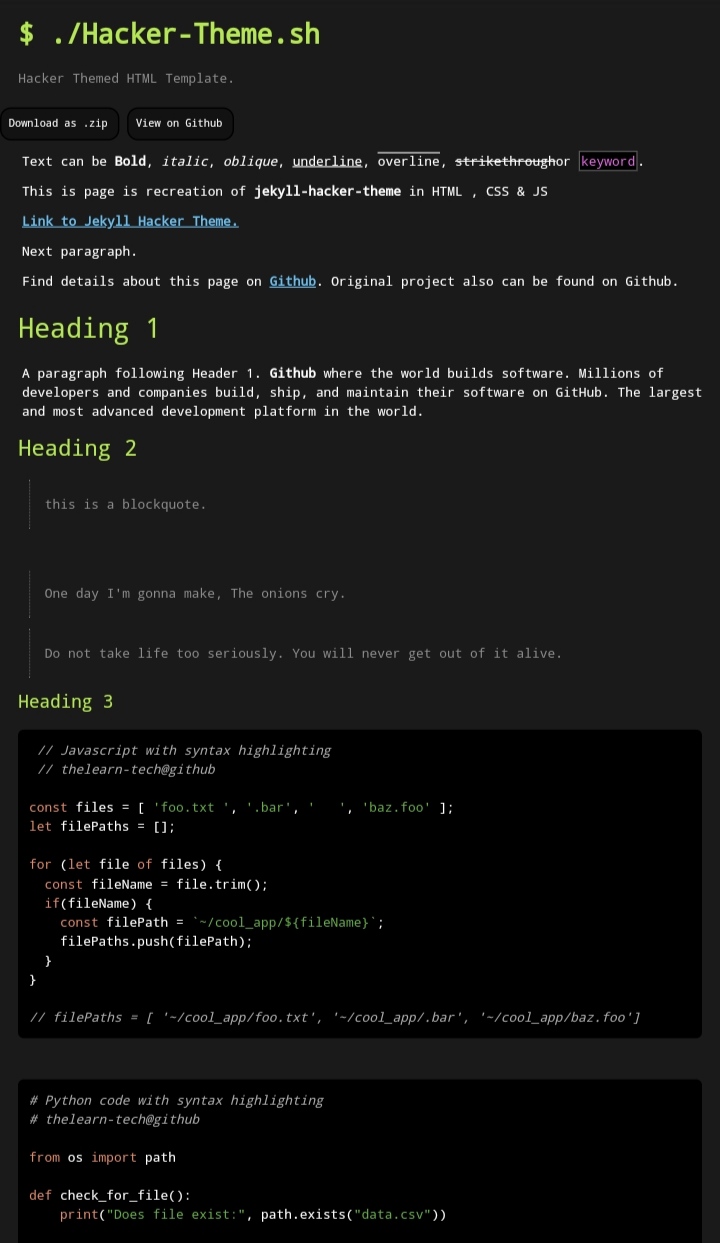 $ ./Hacker-Theme.sh
Hacker Themed HTML Template.
Download as .zip
View on Github
Text can be Bold, italic, oblique, underline, overline, strikethroughor keyword.
This is page is recreation of jekyll-hacker-theme in HTML , CSS & JS
Link to Jekyll Hacker Theme.
Next paragraph.
Find details about this page on Github. Original project also can be found on Github.
Heading 1
A paragraph following Header 1. Github where the world builds software. Millions of
developers and companies build, ship, and maintain their software on GitHub. The largest
and most advanced development platform in the world.
Heading 2
this is a blockquote.
One day I'm gonna make, The onions cry.
Do not take life too seriously. You will never get out of it alive.
Heading 3
// Javascript with syntax highlighting
// thelearn-tech@github
const files = [ 'foo.txt ', '.bar', '   ', 'baz.foo' ];
let filePaths = [];
for (let file of files) {
  const fileName = file.trim();
  if(fileName) {
    const filePath = `~/cool_app/${fileName}`;
    filePaths.push(filePath);
  }
}
// filePaths = [ '~/cool_app/foo.txt', '~/cool_app/.bar', '~/cool_app/baz.foo']
# Python code with syntax highlighting
# thelearn-tech@github
from os import path
def check_for_file():
    print("Does file exist:", path.exists("data.csv"))